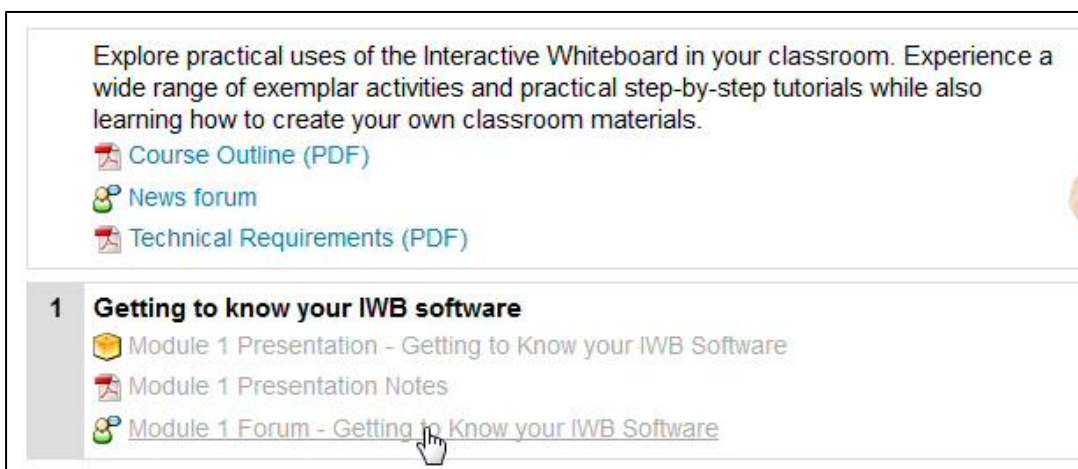 Explore practical uses of the Interactive Whiteboard in your classroom. Experience a
wide range of exemplar activities and practical step-by-step tutorials while also
learning how to create your own classroom materials.
Course Outline (PDF)
News forum
Technical Requirements (PDF)
1 Getting to know your IWB software
Module 1 Presentation - Getting to Know your IWB Software
Module 1 Presentation Notes
Module 1 Forum - Getting to Know your IWB Software